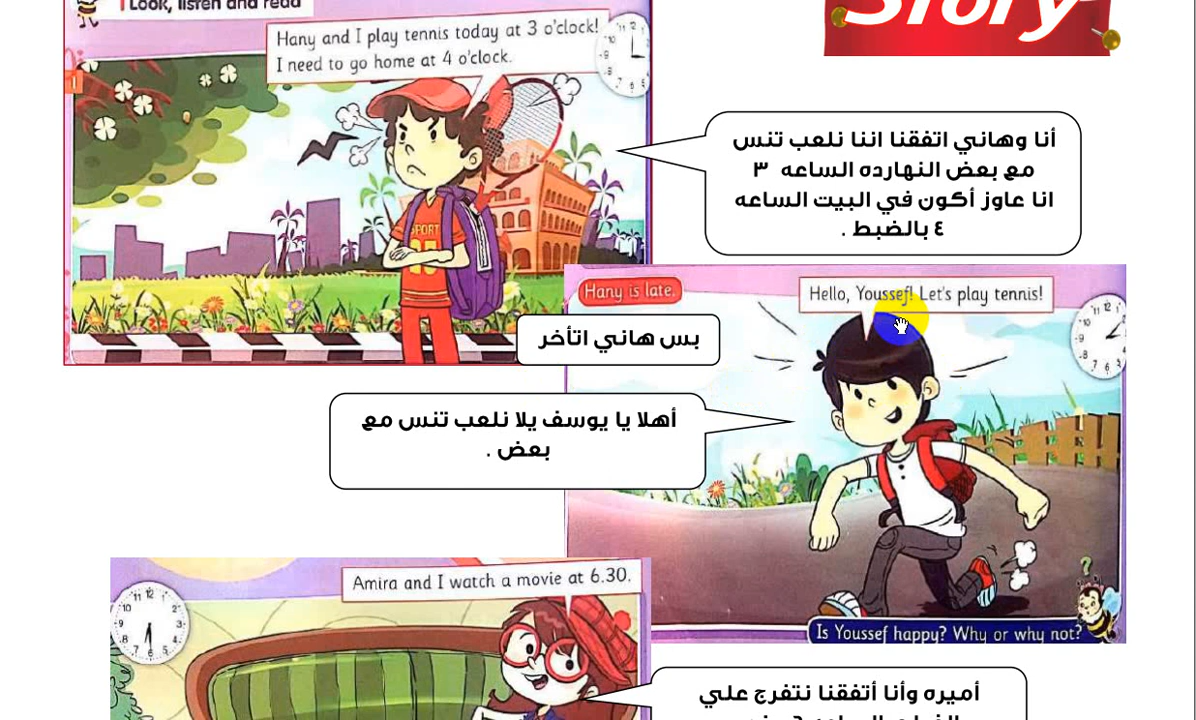 Look, listen and read
Story
Hany and I play tennis today at 3 o'clock!
I need to go home at 4 o'clock.
أنا وهاني اتفقنا اننا نلعب تنس
مع بعض النهارده الساعه ٣
انا عاوز أكون في البيت الساعه
٤ بالضبط .
SPORT
Hany is late.
Hello, Youssef! Let's play tennis!
بس هاني اتأخر
أهلا يا يوسف يلا نلعب تنس مع
بعض .
Is Youssef happy? Why or why not?
Amira and I watch a movie at 6.30.
أميره وأنا أتفقنا نتفرج علي